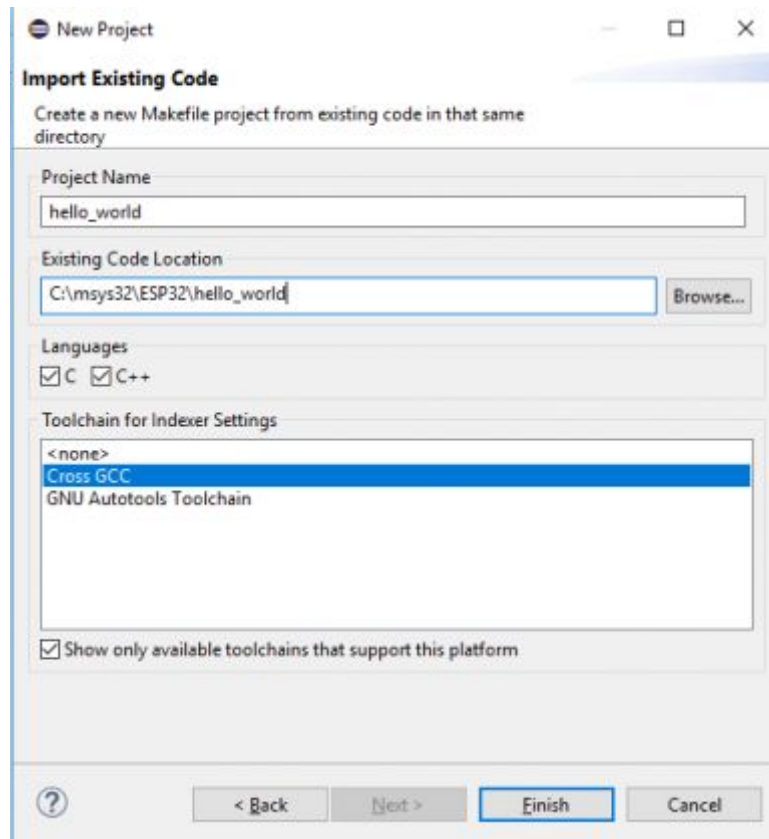 New Project
Import Existing Code
Create a new Makefile project from existing code in that same
directory
Project Name
hello_world
Existing Code Location
C:\msys32\ESP32\hello_world
Browse...
Languages
C C++
Toolchain for Indexer Settings
<none>
Cross GCC
GNU Autotools Toolchain
Show only available toolchains that support this platform
? < Back Next > Finish Cancel